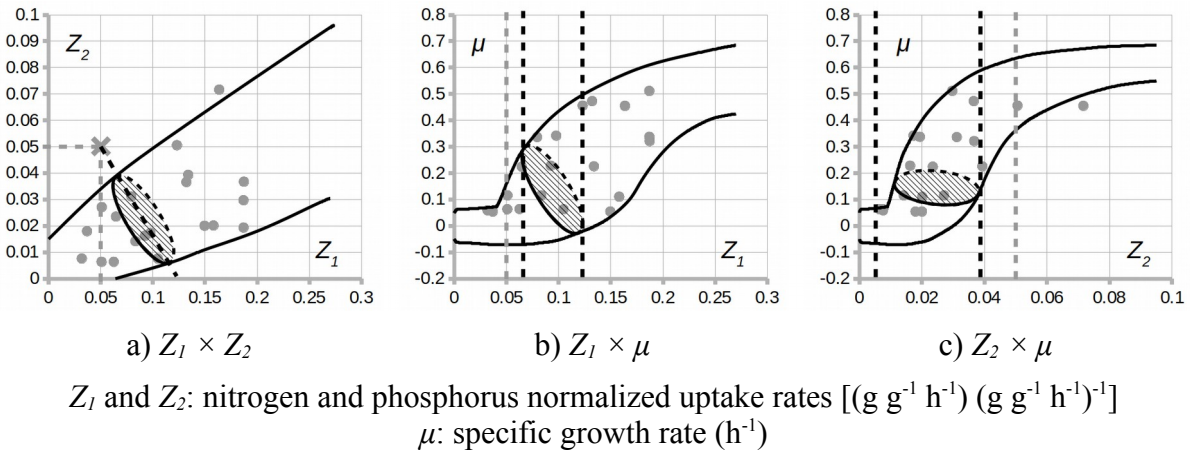 0.1
0.09
0.08
0.07
0.06
0.05
0.04
0.03
0.02
0.01
0
Z2
Z1
0 0.05 0.1 0.15 0.2 0.25 0.3
0.8
0.7
0.6
0.5
0.4
0.3
0.2
0.1
0
-0.1
-0.2
μ
Z1
0 0.05 0.1 0.15 0.2 0.25 0.3
0.8
0.7
0.6
0.5
0.4
0.3
0.2
0.1
0
-0.1
-0.2
μ
Z2
0 0.02 0.04 0.06 0.08 0.1
a) Z1 × Z2
b) Z1 × μ
c) Z2 × μ
Z1 and Z2: nitrogen and phosphorus normalized uptake rates [(g g-1 h-1) (g g-1 h-1)-1]
μ: specific growth rate (h-1)